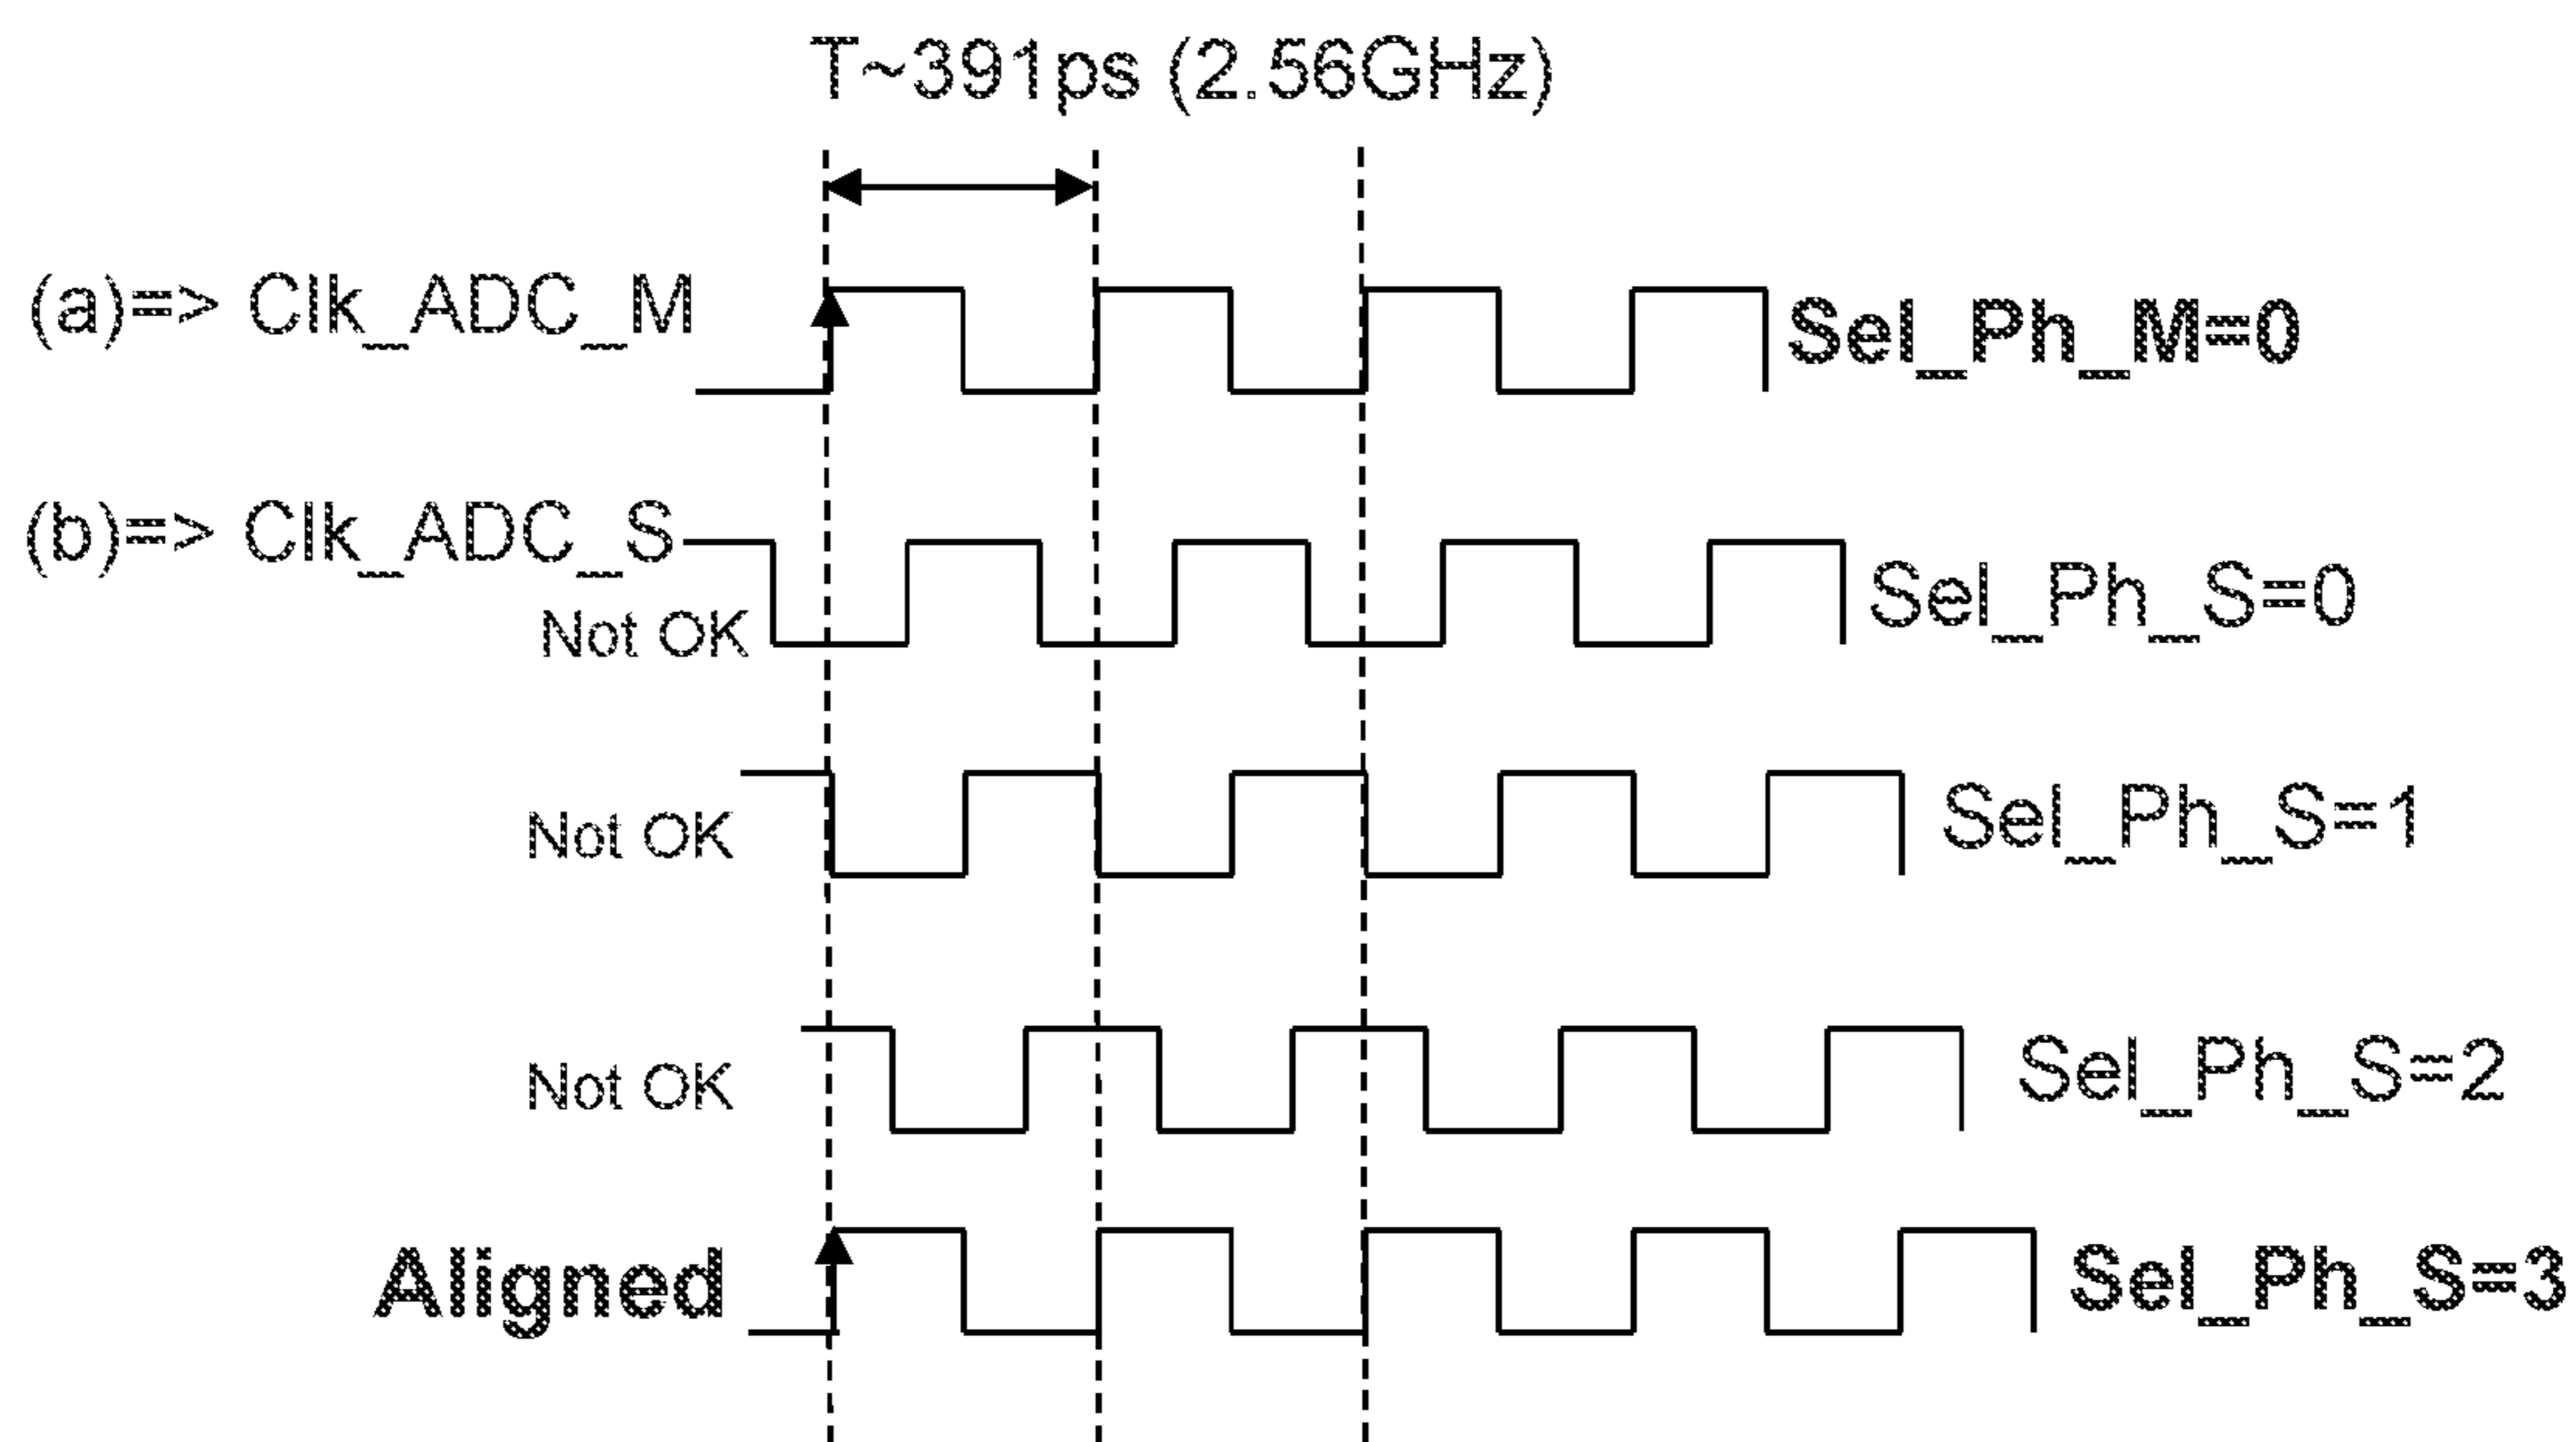 T~391ps (2.56GHz)
(a)=> Clk_ADC_M
Sel_Ph_M=0
(b)=> Clk_ADC_S
Sel_Ph_S=0
Not OK
Sel_Ph_S=1
Not OK
Sel_Ph_S=2
Not OK
Aligned
Sel_Ph_S=3